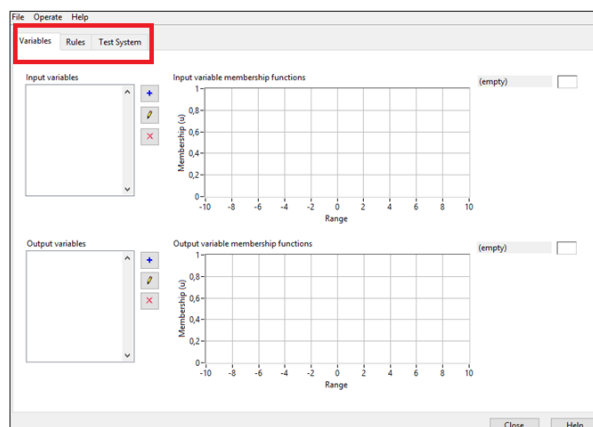 File Operate Help
Variables Rules Test System
Input variables
Input variable membership functions
(empty)
Membership (u)
1
0,8
0,6
0,4
0,2
0
-10 -8 -6 -4 -2 0 2 4 6 8 10
Range
Output variables
Output variable membership functions
(empty)
Membership (u)
1
0,8
0,6
0,4
0,2
0
-10 -8 -6 -4 -2 0 2 4 6 8 10
Range
Close Help